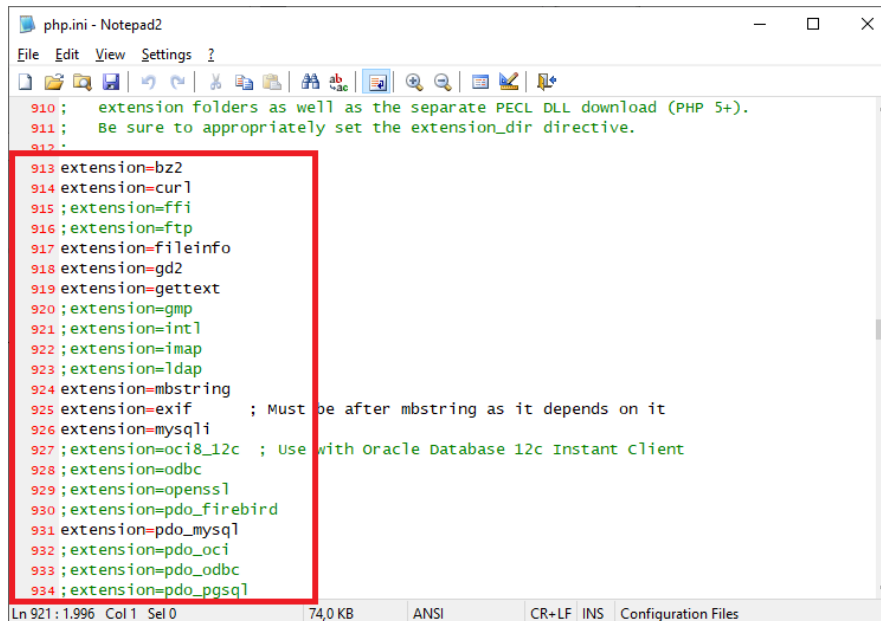 php.ini - Notepad2
File Edit View Settings ?
910 ;   extension folders as well as the separate PECL DLL download (PHP 5+).
911 ;   Be sure to appropriately set the extension_dir directive.
912 ;
913 extension=bz2
914 extension=curl
915 ;extension=ffi
916 ;extension=ftp
917 extension=fileinfo
918 extension=gd2
919 extension=gettext
920 ;extension=gmp
921 ;extension=intl
922 ;extension=imap
923 ;extension=ldap
924 extension=mbstring
925 extension=exif      ; Must be after mbstring as it depends on it
926 extension=mysqli
927 ;extension=oci8_12c  ; Use with Oracle Database 12c Instant Client
928 ;extension=odbc
929 ;extension=openssl
930 ;extension=pdo_firebird
931 extension=pdo_mysql
932 ;extension=pdo_oci
933 ;extension=pdo_odbc
934 ;extension=pdo_pgsql
Ln 921 : 1.996 Col 1 Sel 0 74,0 KB ANSI CR+LF INS Configuration Files